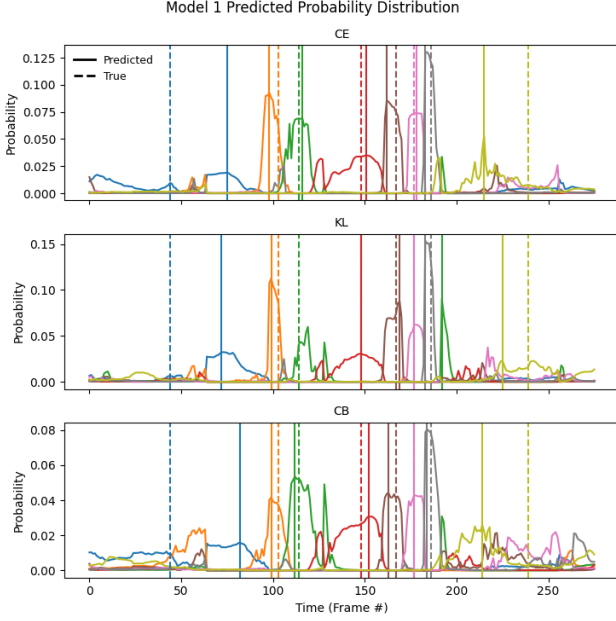 Model 1 Predicted Probability Distribution
CE
Predicted
True
Probability
0.125
0.100
0.075
0.050
0.025
0.000
KL
Probability
0.15
0.10
0.05
0.00
CB
Probability
0.08
0.06
0.04
0.02
0.00
0
50
100
150
200
250
Time (Frame #)